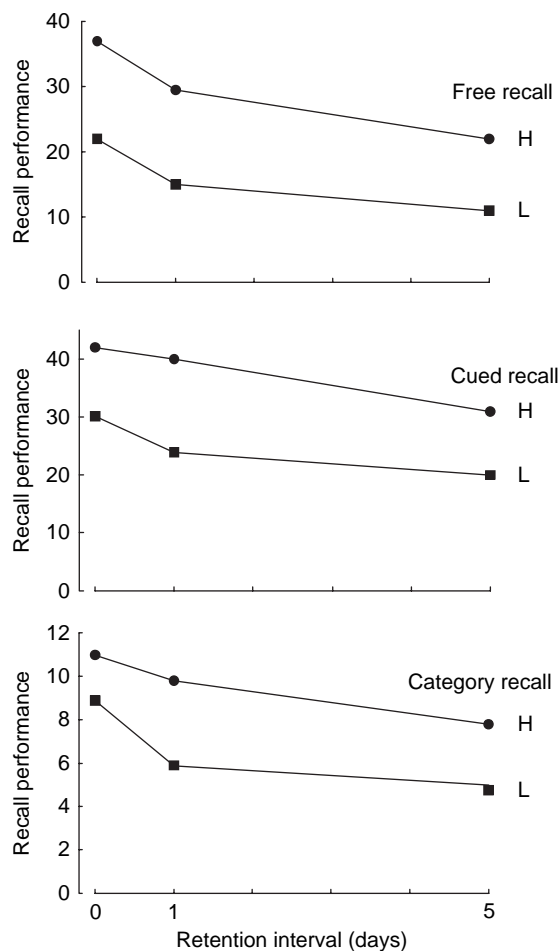 40
Free recall
30
H
20
L
10
0
Recall performance
40
Cued recall
H
30
L
20
10
0
Recall performance
12
10
Category recall
8
H
6
L
4
2
0
Recall performance
0 1 5
Retention interval (days)